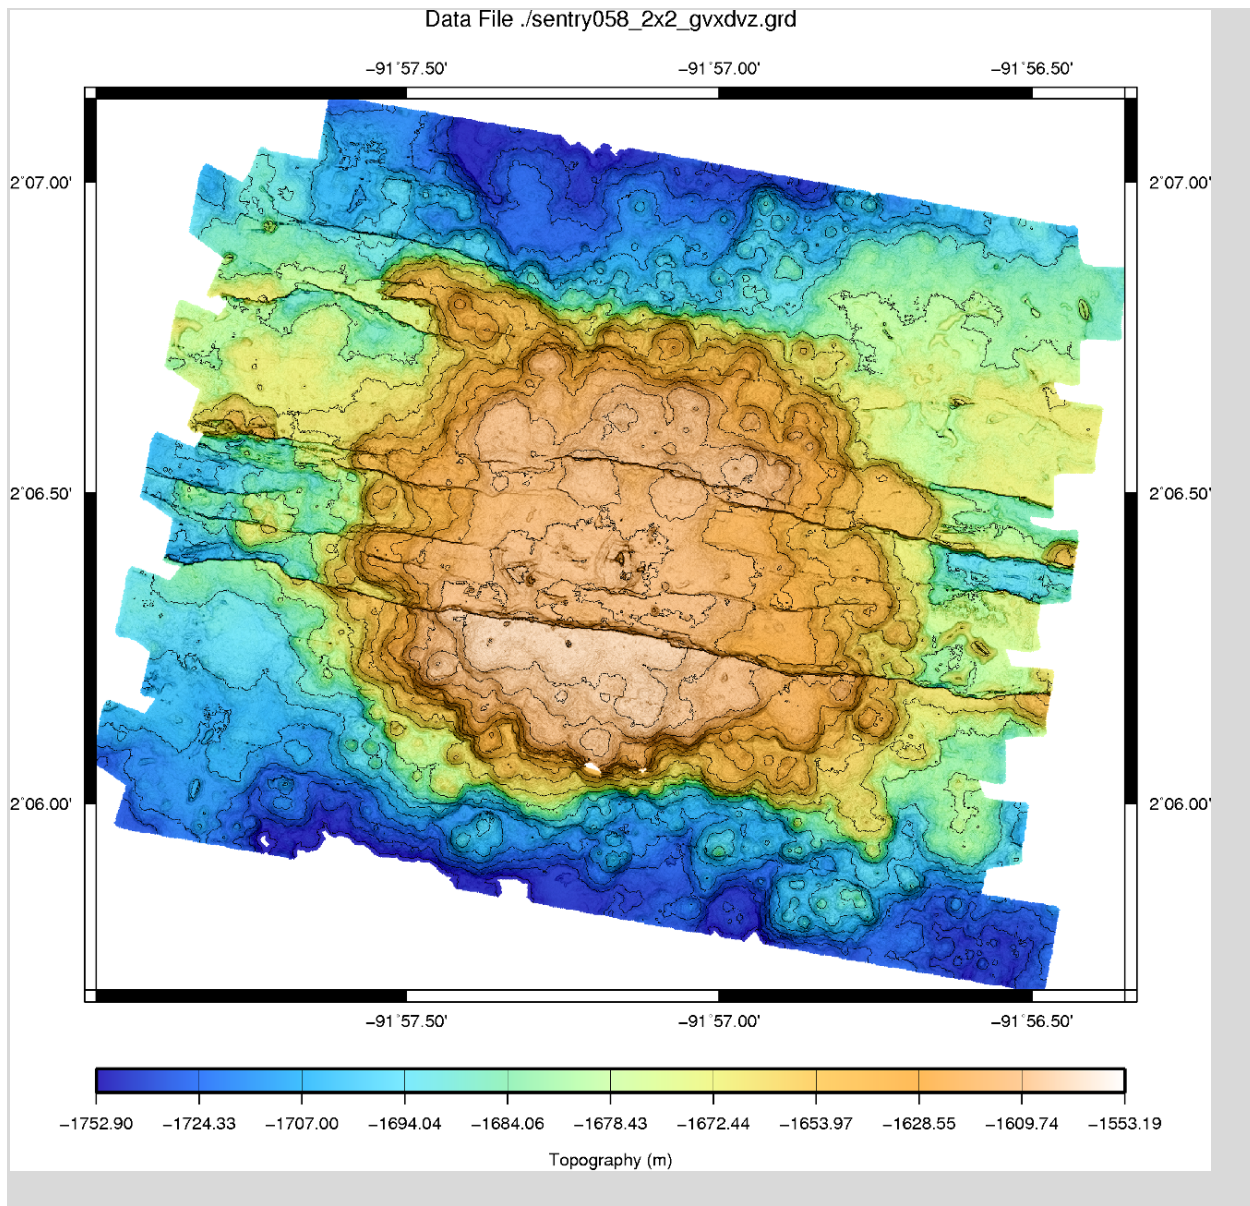 Data File ./sentry058_2x2_gvxdvz.grd
−91˚57.50' −91˚57.00' −91˚56.50'
2˚07.00' 2˚07.00'
2˚06.50' 2˚06.50'
2˚06.00' 2˚06.00'
−91˚57.50' −91˚57.00' −91˚56.50'
−1752.90 −1724.33 −1707.00 −1694.04 −1684.06 −1678.43 −1672.44 −1653.97 −1628.55 −1609.74 −1553.19
Topography (m)